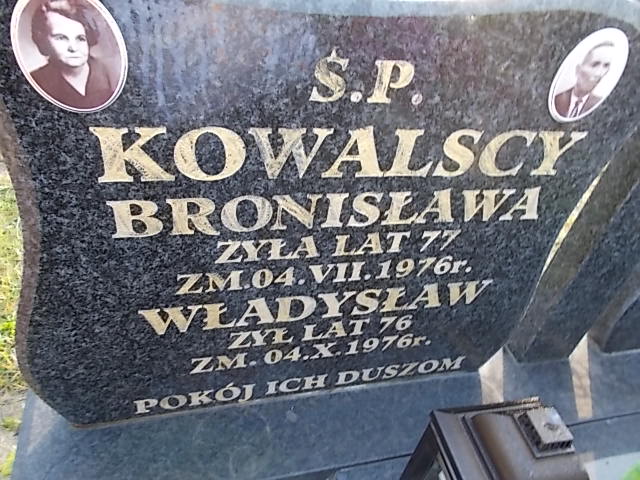 Ś.P.
KOWALSCY
BRONISŁAWA
ŻYŁA LAT 77
ZM.04.VII.1976r.
WŁADYSŁAW
ŻYŁ LAT 76
ZM. 04.X.1976r.
POKÓJ ICH DUSZOM